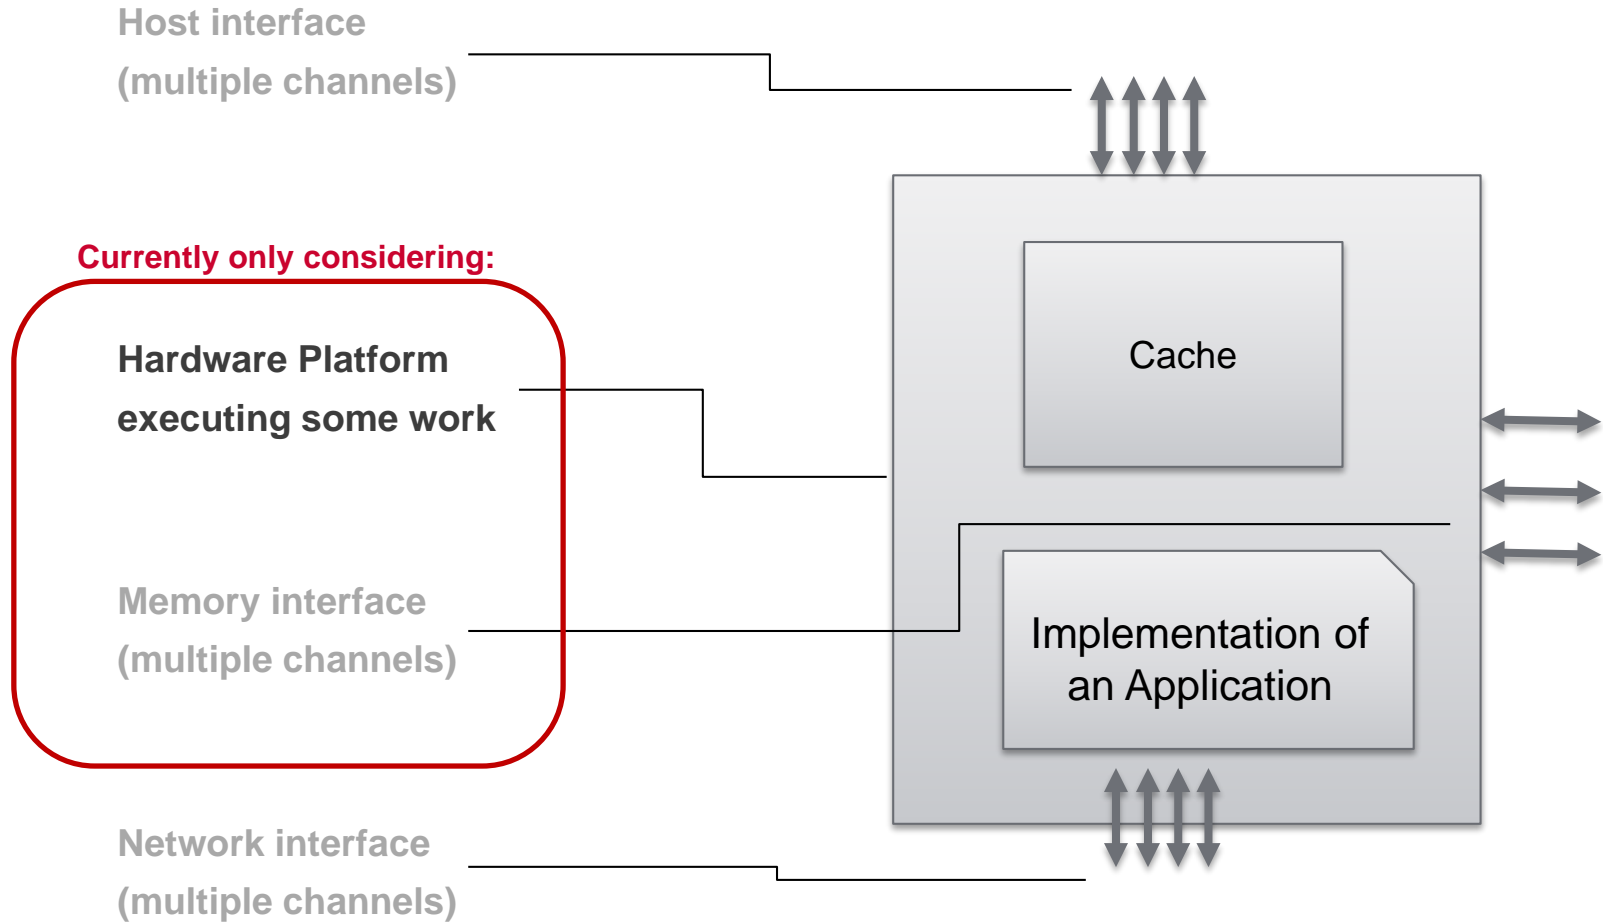 Host interface
(multiple channels)
Currently only considering:
Hardware Platform
executing some work
Cache
Memory interface
(multiple channels)
Implementation of
an Application
Network interface
(multiple channels)